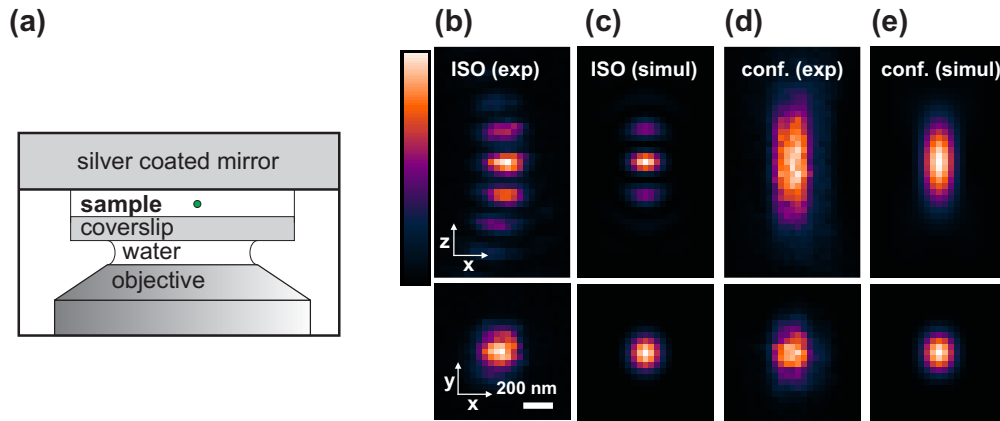 (a)
silver coated mirror
sample
coverslip
water
objective
(b)
(c)
(d)
(e)
ISO (exp)
ISO (simul)
conf. (exp)
conf. (simul)
z
x
y
x
200 nm